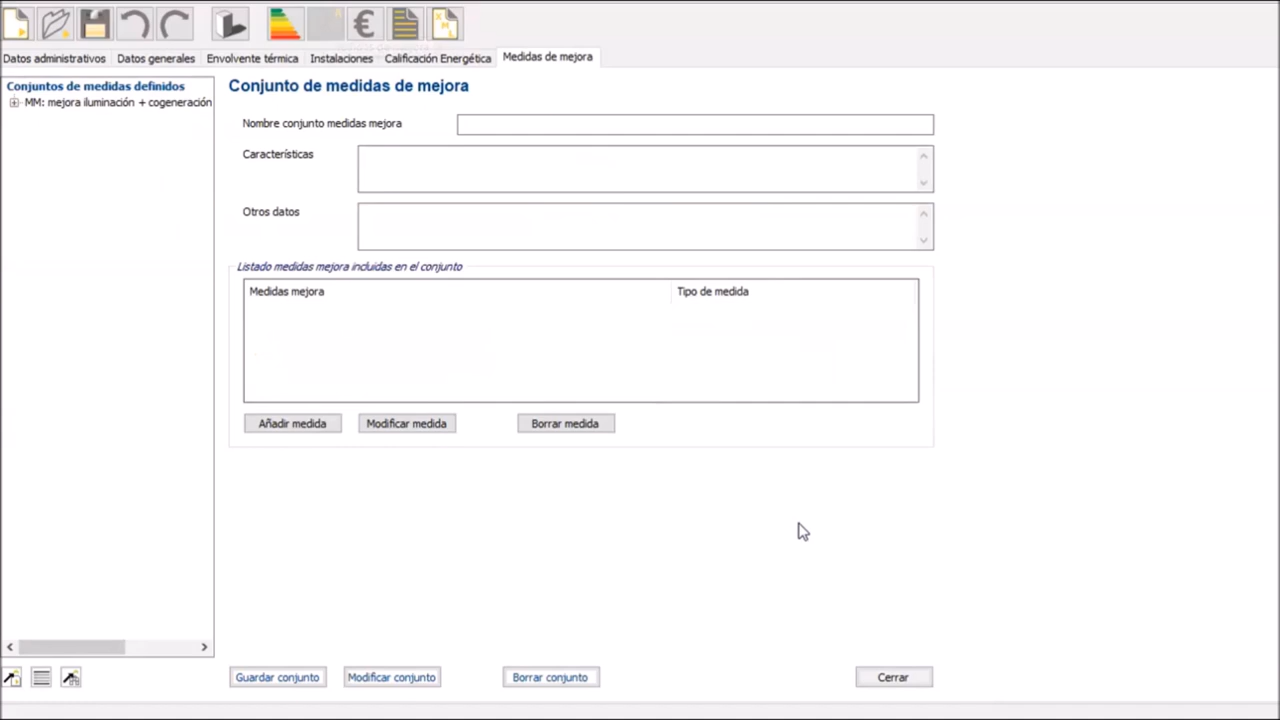 Datos administrativos Datos generales Envolvente térmica Instalaciones Calificación Energética Medidas de mejora
Conjuntos de medidas definidos
MM: mejora iluminación + cogeneración
Conjunto de medidas de mejora
Nombre conjunto medidas mejora
Características
Otros datos
Listado medidas mejora incluidas en el conjunto
Medidas mejora Tipo de medida
Añadir medida Modificar medida Borrar medida
Guardar conjunto Modificar conjunto Borrar conjunto Cerrar